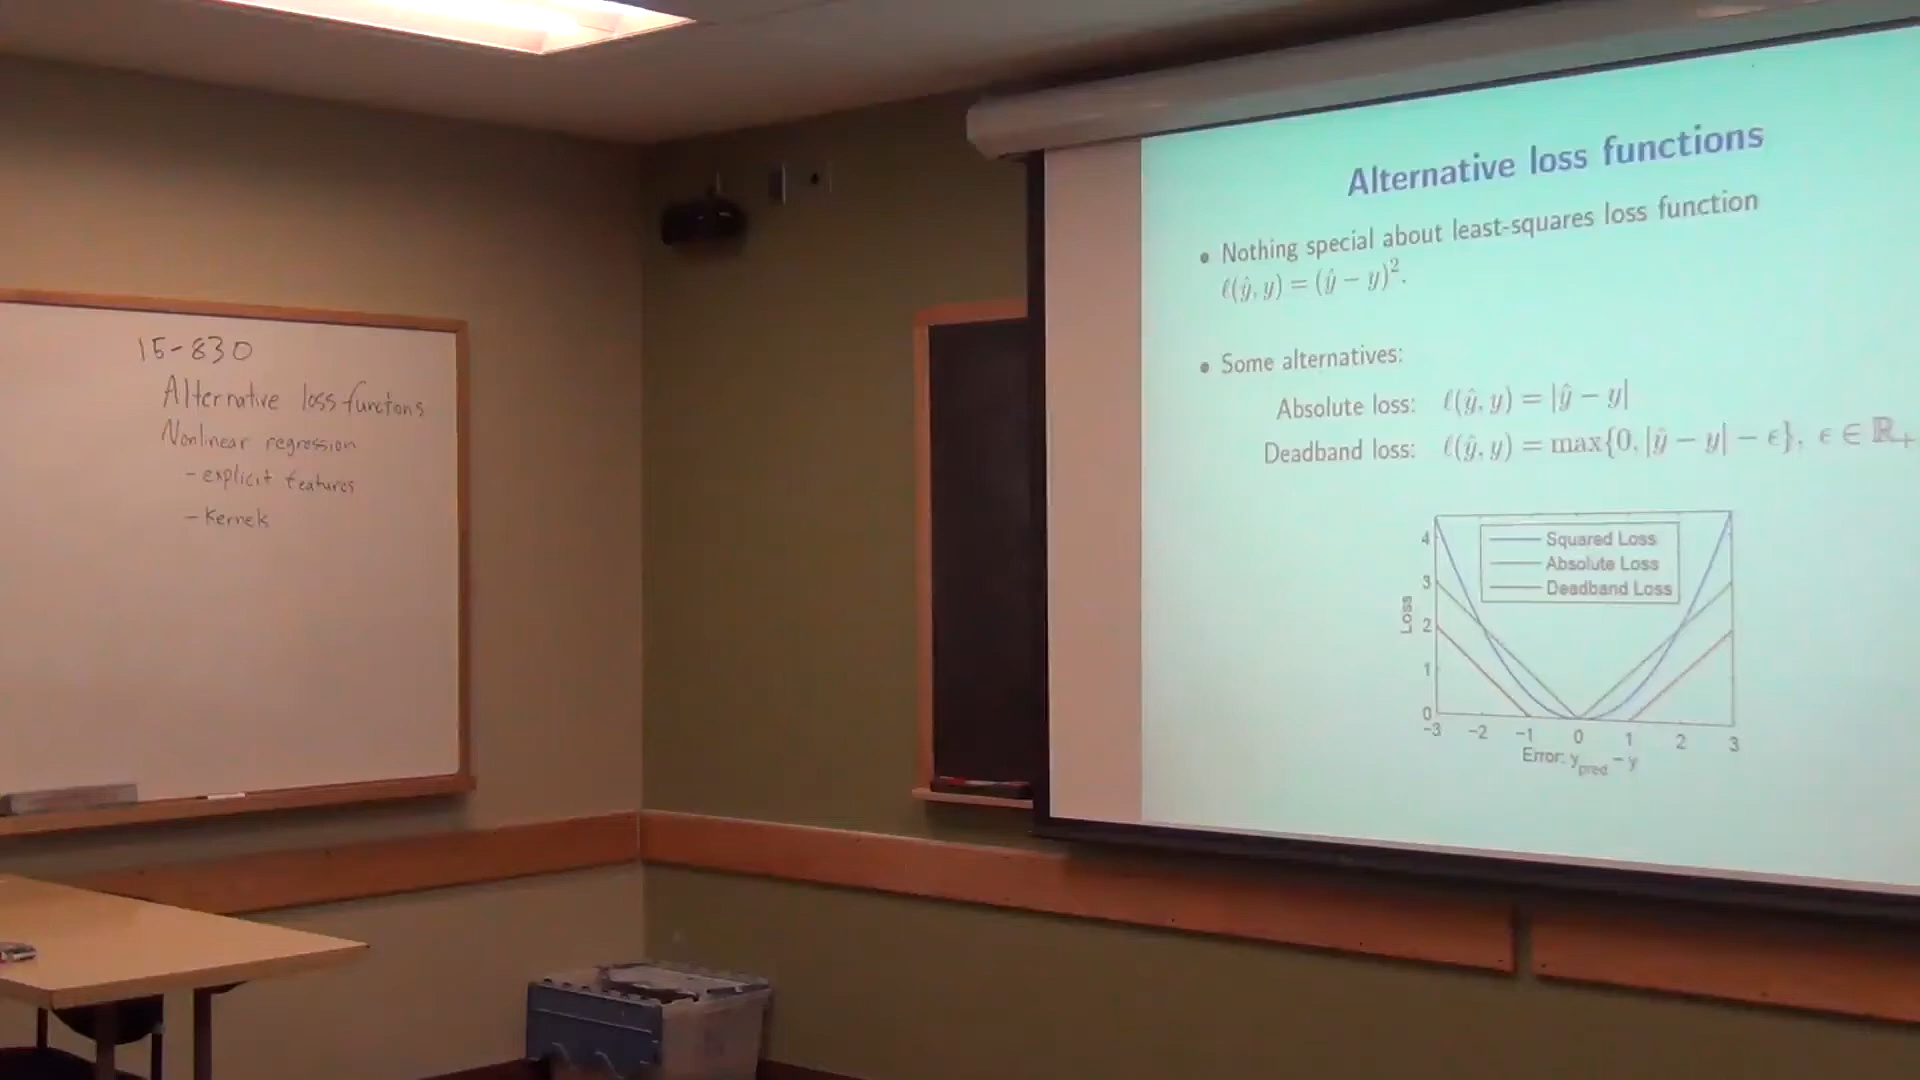 15-830
Alternative loss functions
Nonlinear regression
- explicit features
- Kernels
Alternative loss functions
• Nothing special about least-squares loss function
ℓ(ŷ, y) = (ŷ − y)².
• Some alternatives:
Absolute loss: ℓ(ŷ, y) = |ŷ − y|
Deadband loss: ℓ(ŷ, y) = max{0, |ŷ − y| − ϵ}, ϵ ∈ ℝ₊
Squared Loss
Absolute Loss
Deadband Loss
4
3
2
1
0
Loss
−3 −2 −1 0 1 2 3
Error: y_pred − y